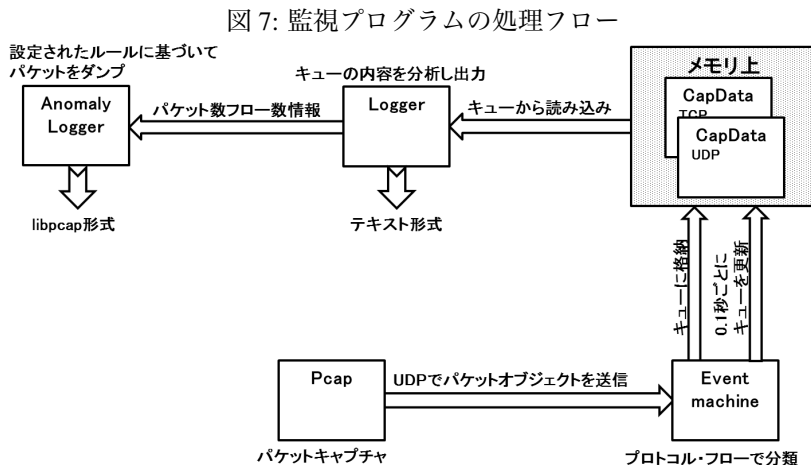 図 7: 監視プログラムの処理フロー
設定されたルールに基づいて
パケットをダンプ
Anomaly
Logger
libpcap形式
パケット数フロー数情報
キューの内容を分析し出力
Logger
テキスト形式
キューから読み込み
メモリ上
CapData
TCP
CapData
UDP
キューに格納
0.1秒ごとに
キューを更新
Pcap
パケットキャプチャ
UDPでパケットオブジェクトを送信
Event
machine
プロトコル・フローで分類